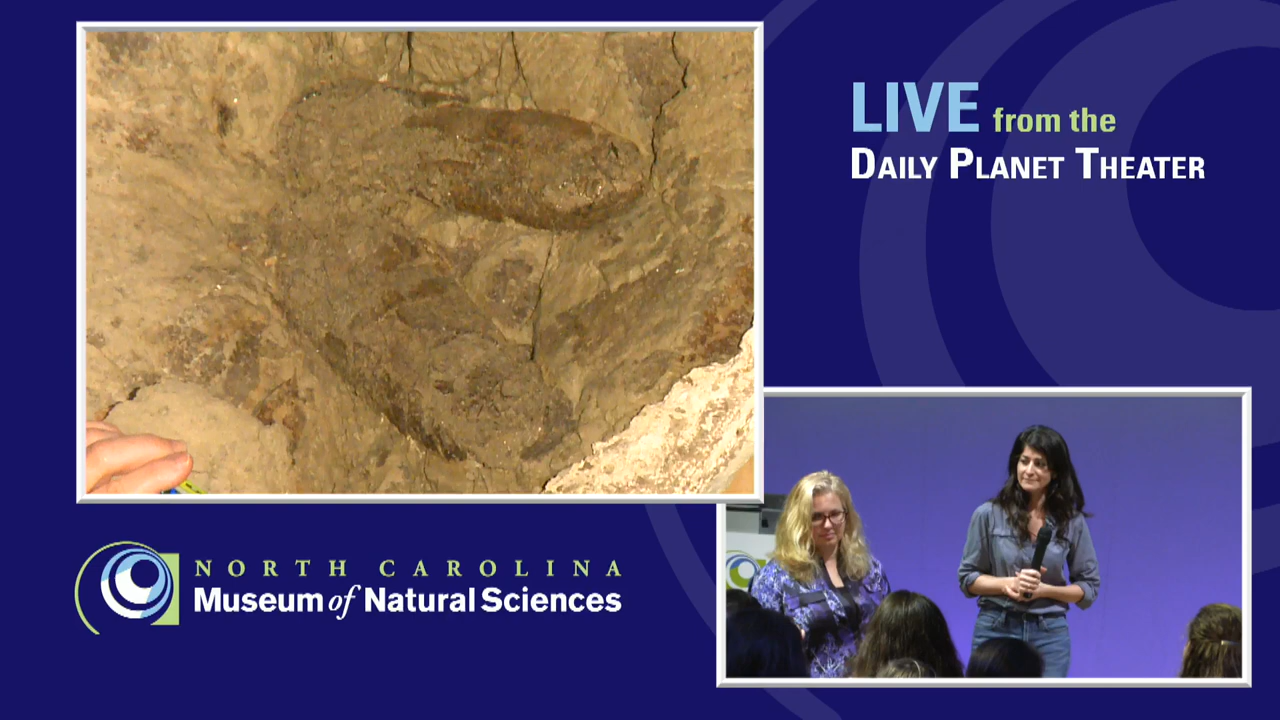 LIVE from the
DAILY PLANET THEATER
NORTH CAROLINA
Museum of Natural Sciences